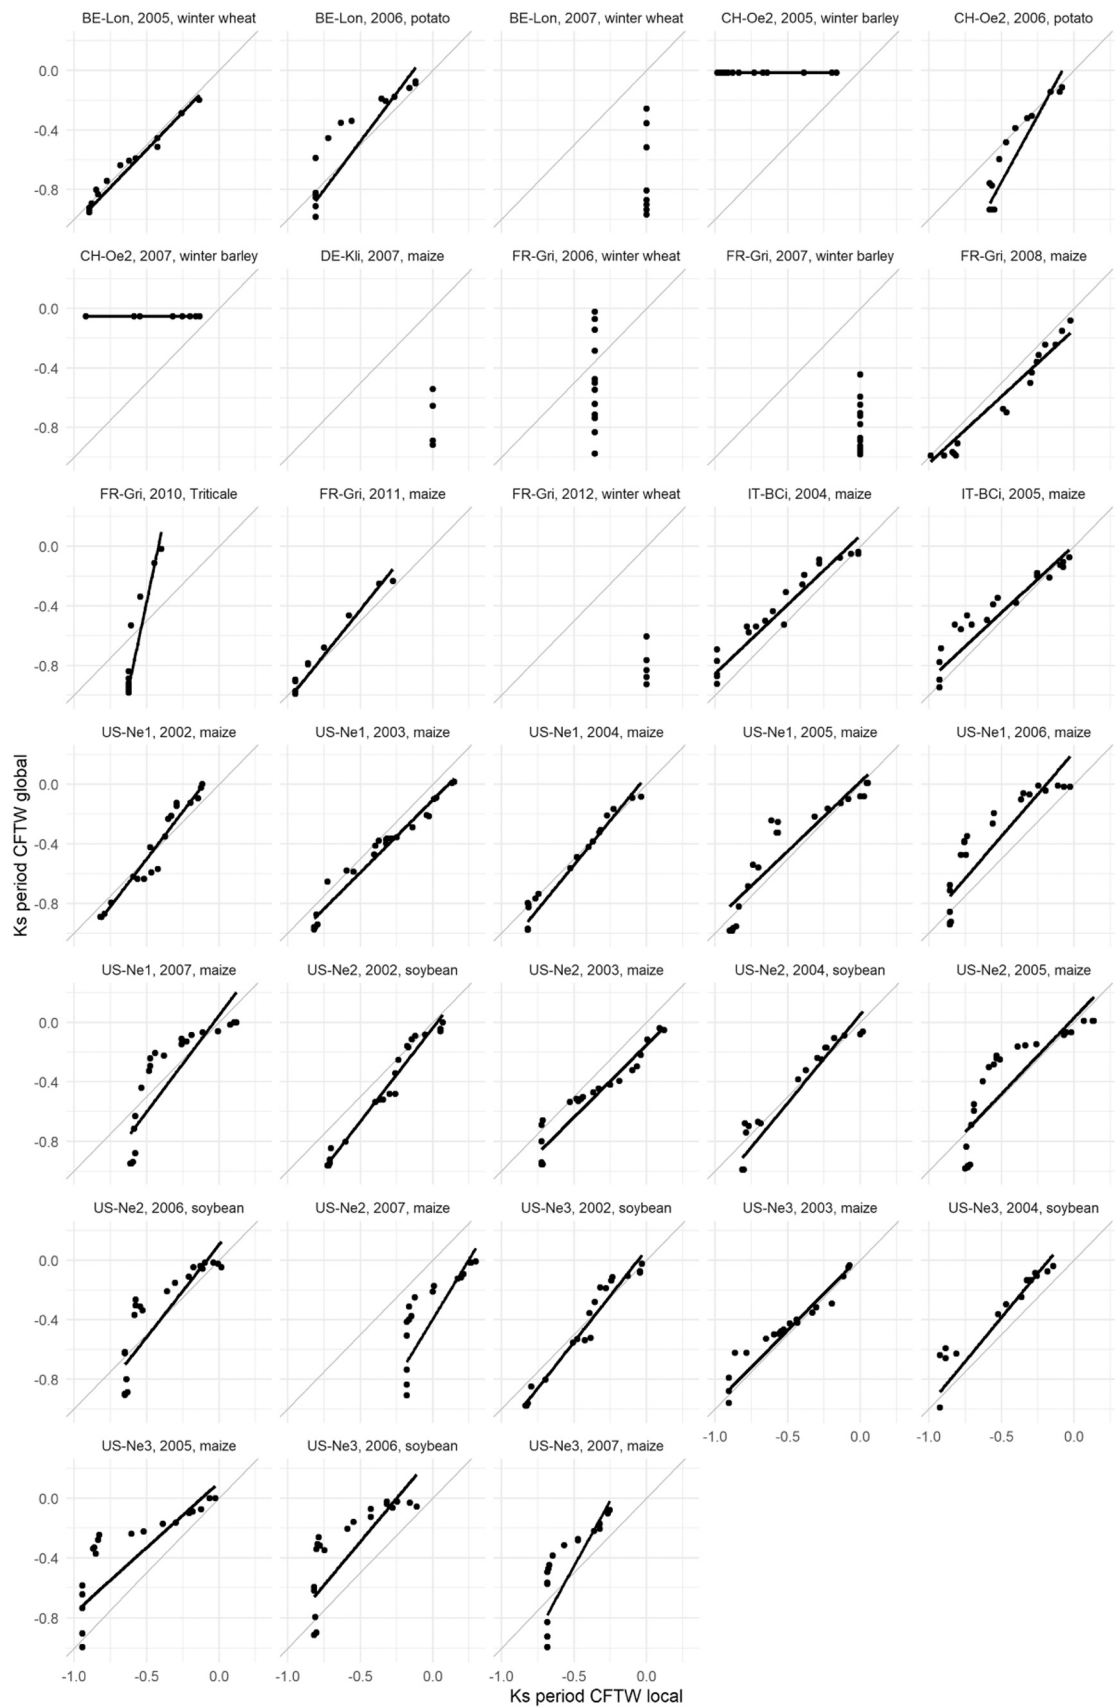 BE-Lon, 2005, winter wheat BE-Lon, 2006, potato BE-Lon, 2007, winter wheat CH-Oe2, 2005, winter barley CH-Oe2, 2006, potato
0.0
-0.4
-0.8
CH-Oe2, 2007, winter barley DE-Kli, 2007, maize FR-Gri, 2006, winter wheat FR-Gri, 2007, winter barley FR-Gri, 2008, maize
0.0
-0.4
-0.8
FR-Gri, 2010, Triticale FR-Gri, 2011, maize FR-Gri, 2012, winter wheat IT-BCi, 2004, maize IT-BCi, 2005, maize
0.0
-0.4
-0.8
US-Ne1, 2002, maize US-Ne1, 2003, maize US-Ne1, 2004, maize US-Ne1, 2005, maize US-Ne1, 2006, maize
0.0
-0.4
-0.8
Ks period CFTW global
US-Ne1, 2007, maize US-Ne2, 2002, soybean US-Ne2, 2003, maize US-Ne2, 2004, soybean US-Ne2, 2005, maize
0.0
-0.4
-0.8
US-Ne2, 2006, soybean US-Ne2, 2007, maize US-Ne3, 2002, soybean US-Ne3, 2003, maize US-Ne3, 2004, soybean
0.0
-0.4
-0.8
-1.0 -0.5 0.0 -1.0 -0.5 0.0
US-Ne3, 2005, maize US-Ne3, 2006, soybean US-Ne3, 2007, maize
0.0
-0.4
-0.8
-1.0 -0.5 0.0 -1.0 -0.5 0.0 -1.0 -0.5 0.0
Ks period CFTW local